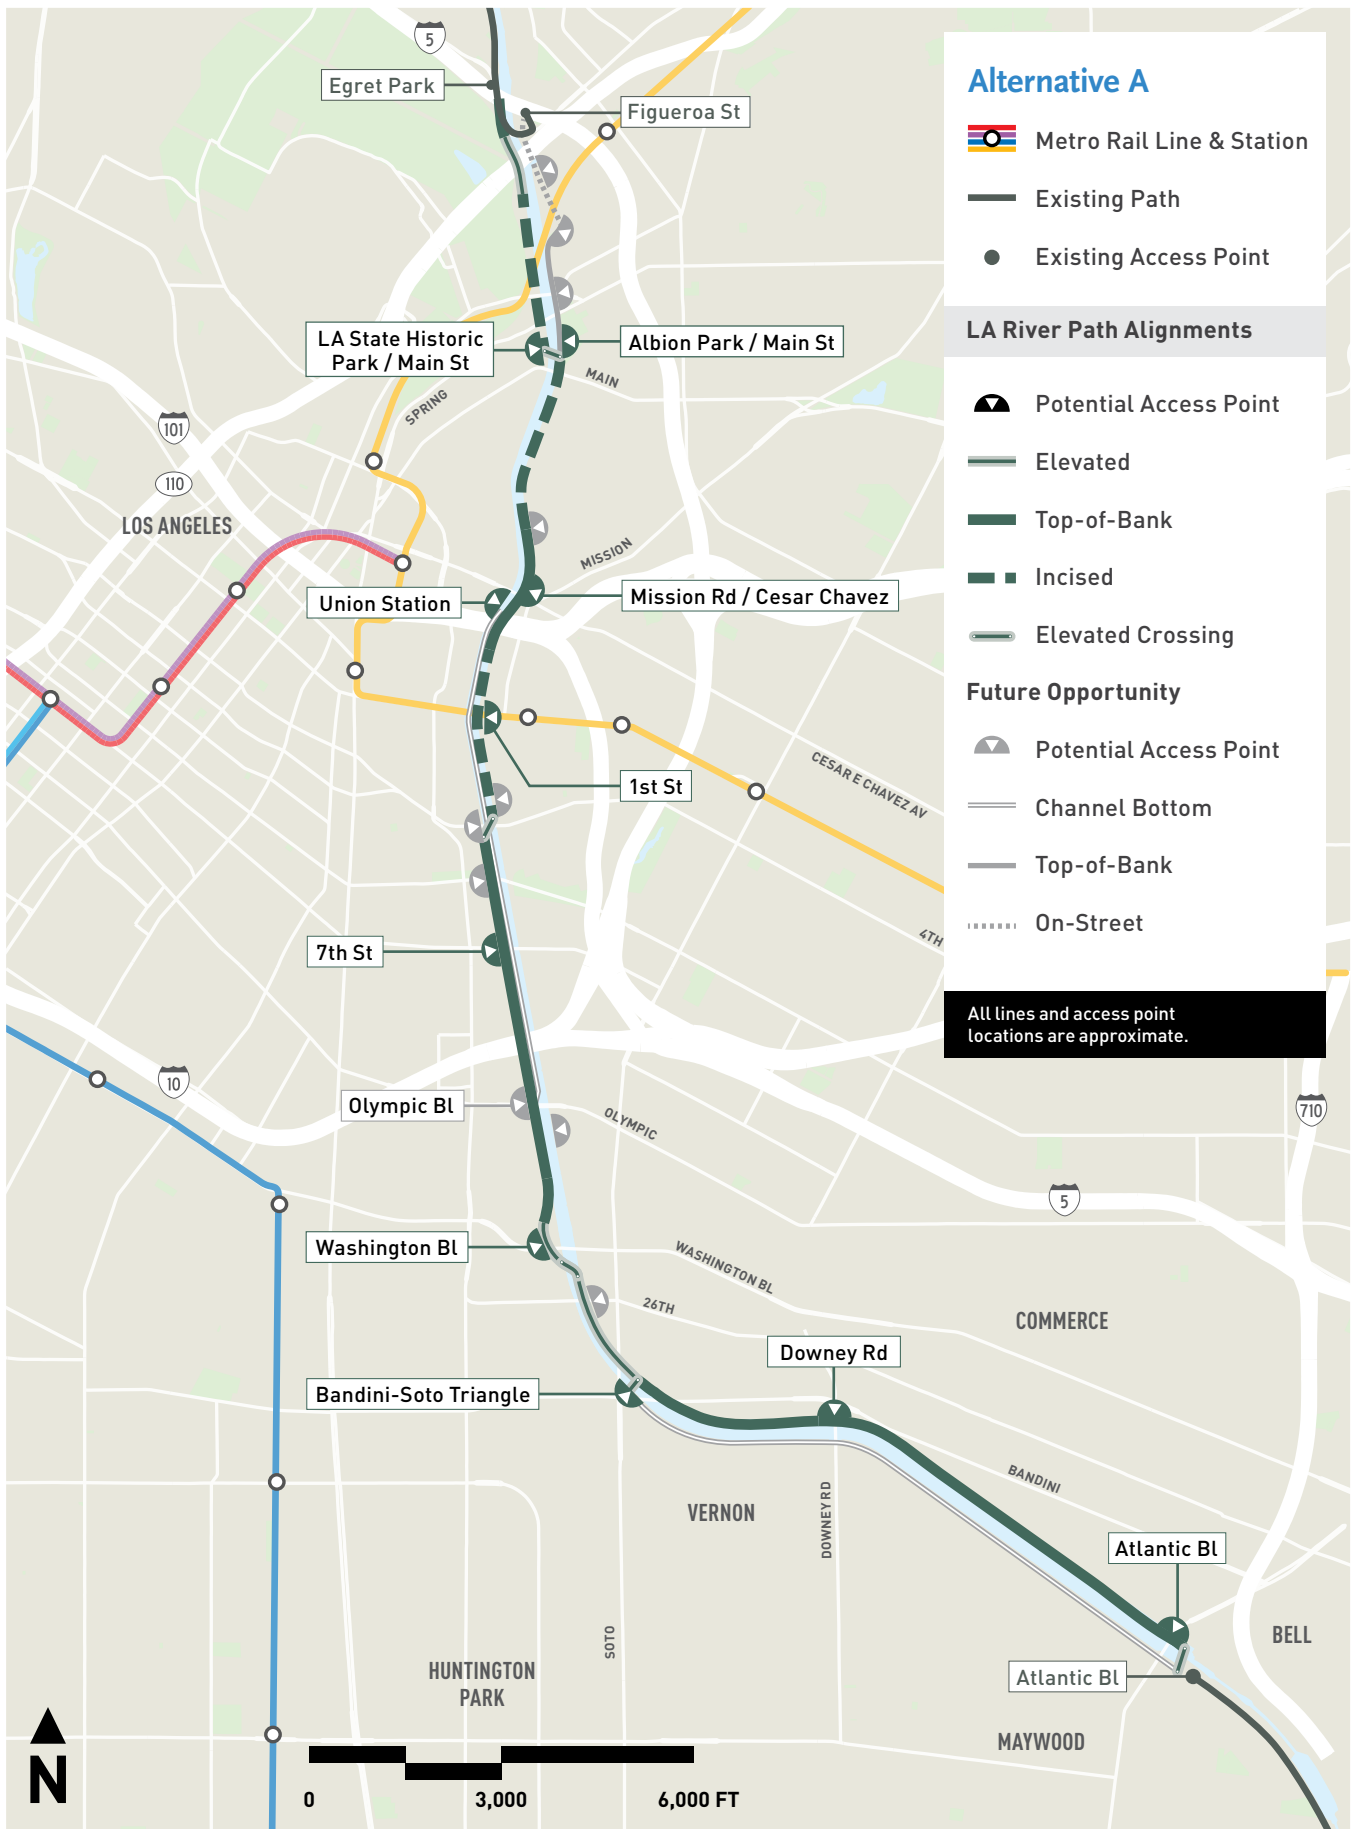 5
Egret Park
Figueroa St
Alternative A
Metro Rail Line & Station
Existing Path
Existing Access Point
LA River Path Alignments
Potential Access Point
Elevated
Top-of-Bank
Incised
Elevated Crossing
Future Opportunity
Potential Access Point
Channel Bottom
Top-of-Bank
On-Street
All lines and access point
locations are approximate.
LA State Historic
Park / Main St
Albion Park / Main St
MAIN
SPRING
101
110
LOS ANGELES
MISSION
Union Station
Mission Rd / Cesar Chavez
1st St
CESAR E CHAVEZ AV
4TH
7th St
10
Olympic Bl
OLYMPIC
710
5
Washington Bl
WASHINGTON BL
26TH
COMMERCE
Downey Rd
Bandini-Soto Triangle
BANDINI
VERNON
DOWNEY RD
Atlantic Bl
SOTO
BELL
HUNTINGTON
PARK
Atlantic Bl
MAYWOOD
N
0
3,000
6,000 FT